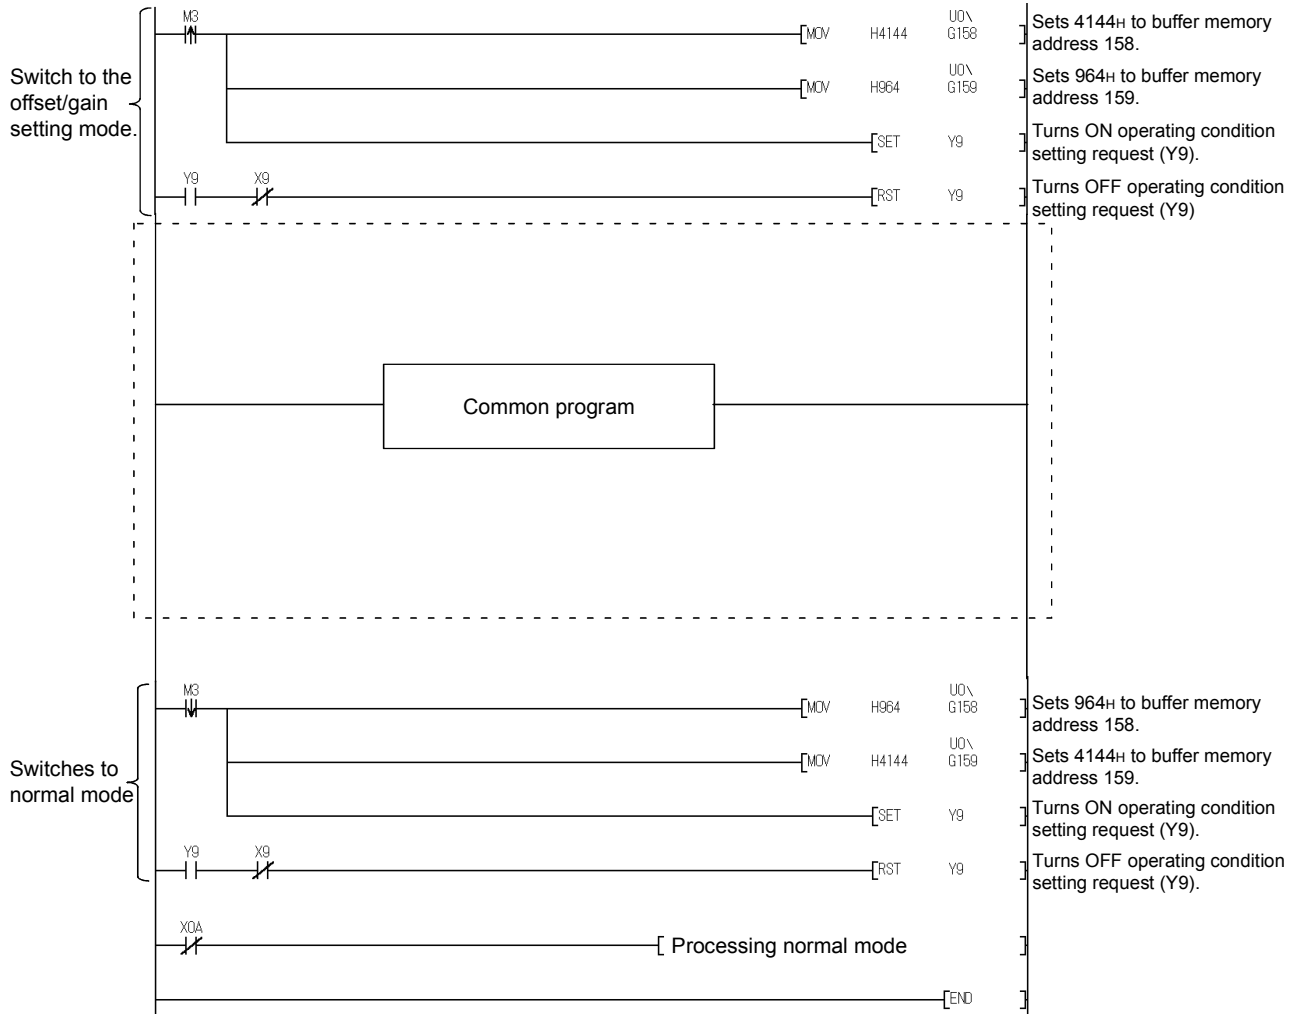 M3
[MOV H4144 U0\
G158 ]
Sets 4144H to buffer memory
address 158.
Switch to the
offset/gain
setting mode.
[MOV H964 U0\
G159 ]
Sets 964H to buffer memory
address 159.
[SET Y9 ]
Turns ON operating condition
setting request (Y9).
Y9 X9
[RST Y9 ]
Turns OFF operating condition
setting request (Y9)
Common program
M3
[MOV H964 U0\
G158 ]
Sets 964H to buffer memory
address 158.
Switches to
normal mode
[MOV H4144 U0\
G159 ]
Sets 4144H to buffer memory
address 159.
[SET Y9 ]
Turns ON operating condition
setting request (Y9).
Y9 X9
[RST Y9 ]
Turns OFF operating condition
setting request (Y9).
X0A
[ Processing normal mode ]
[END ]